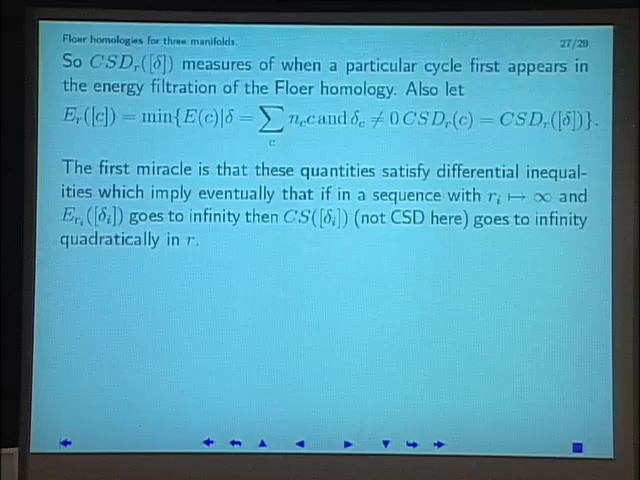 Floer homologies for three manifolds.
27/29
So CSD_r([δ]) measures of when a particular cycle first appears in
the energy filtration of the Floer homology. Also let
E_r([c]) = min{E(c)|δ = ∑_c n_c c and δ_c ≠ 0 CSD_r(c) = CSD_r([δ])}.
The first miracle is that these quantities satisfy differential inequal-
ities which imply eventually that if in a sequence with r_i ↦ ∞ and
E_{r_i}([δ_i]) goes to infinity then CS([δ_i]) (not CSD here) goes to infinity
quadratically in r.